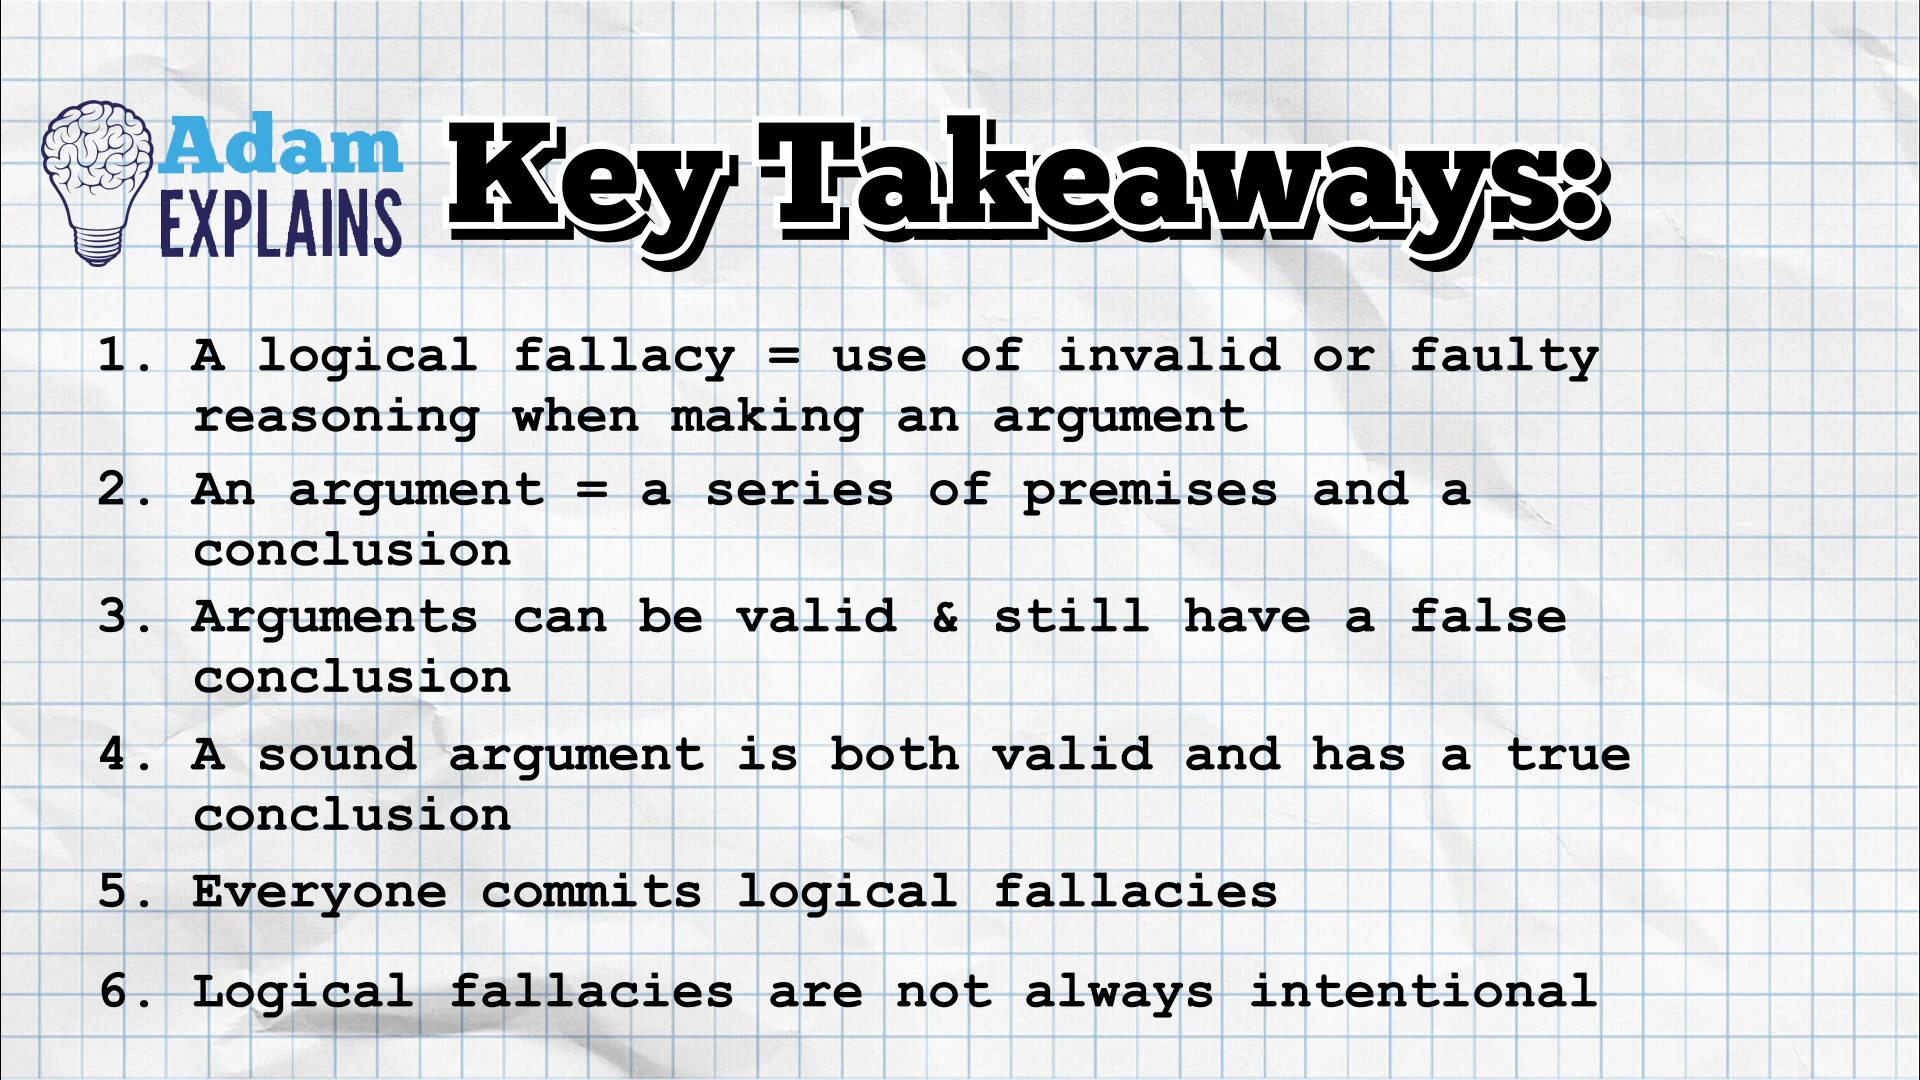 Adam
EXPLAINS
Key Takeaways:
1. A logical fallacy = use of invalid or faulty
reasoning when making an argument
2. An argument = a series of premises and a
conclusion
3. Arguments can be valid & still have a false
conclusion
4. A sound argument is both valid and has a true
conclusion
5. Everyone commits logical fallacies
6. Logical fallacies are not always intentional